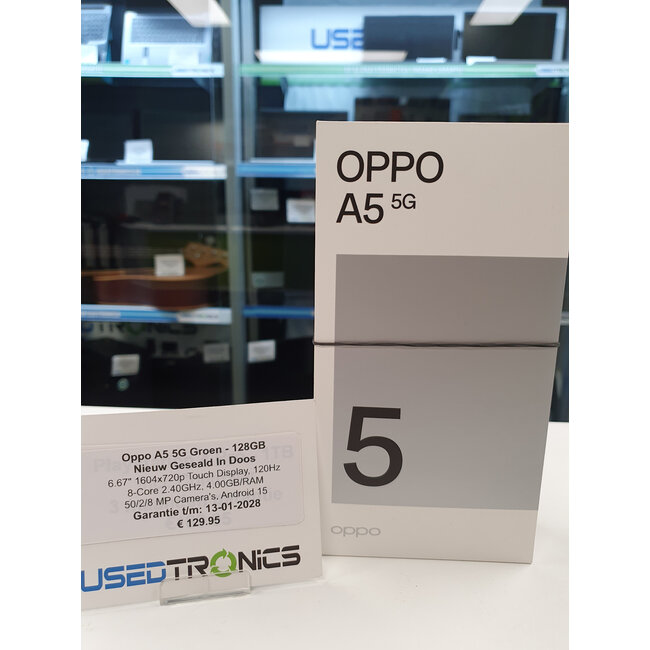 USED
OPPO
A5 5G
5
oppo
USEDTRONICS
Oppo A5 5G Groen - 128GB
Nieuw Geseald In Doos
6.67" 1604x720p Touch Display, 120Hz
8-Core 2.40GHz, 4.00GB/RAM
50/2/8 MP Camera's, Android 15
Garantie t/m: 13-01-2028
€ 129.95
USEDTRONICS